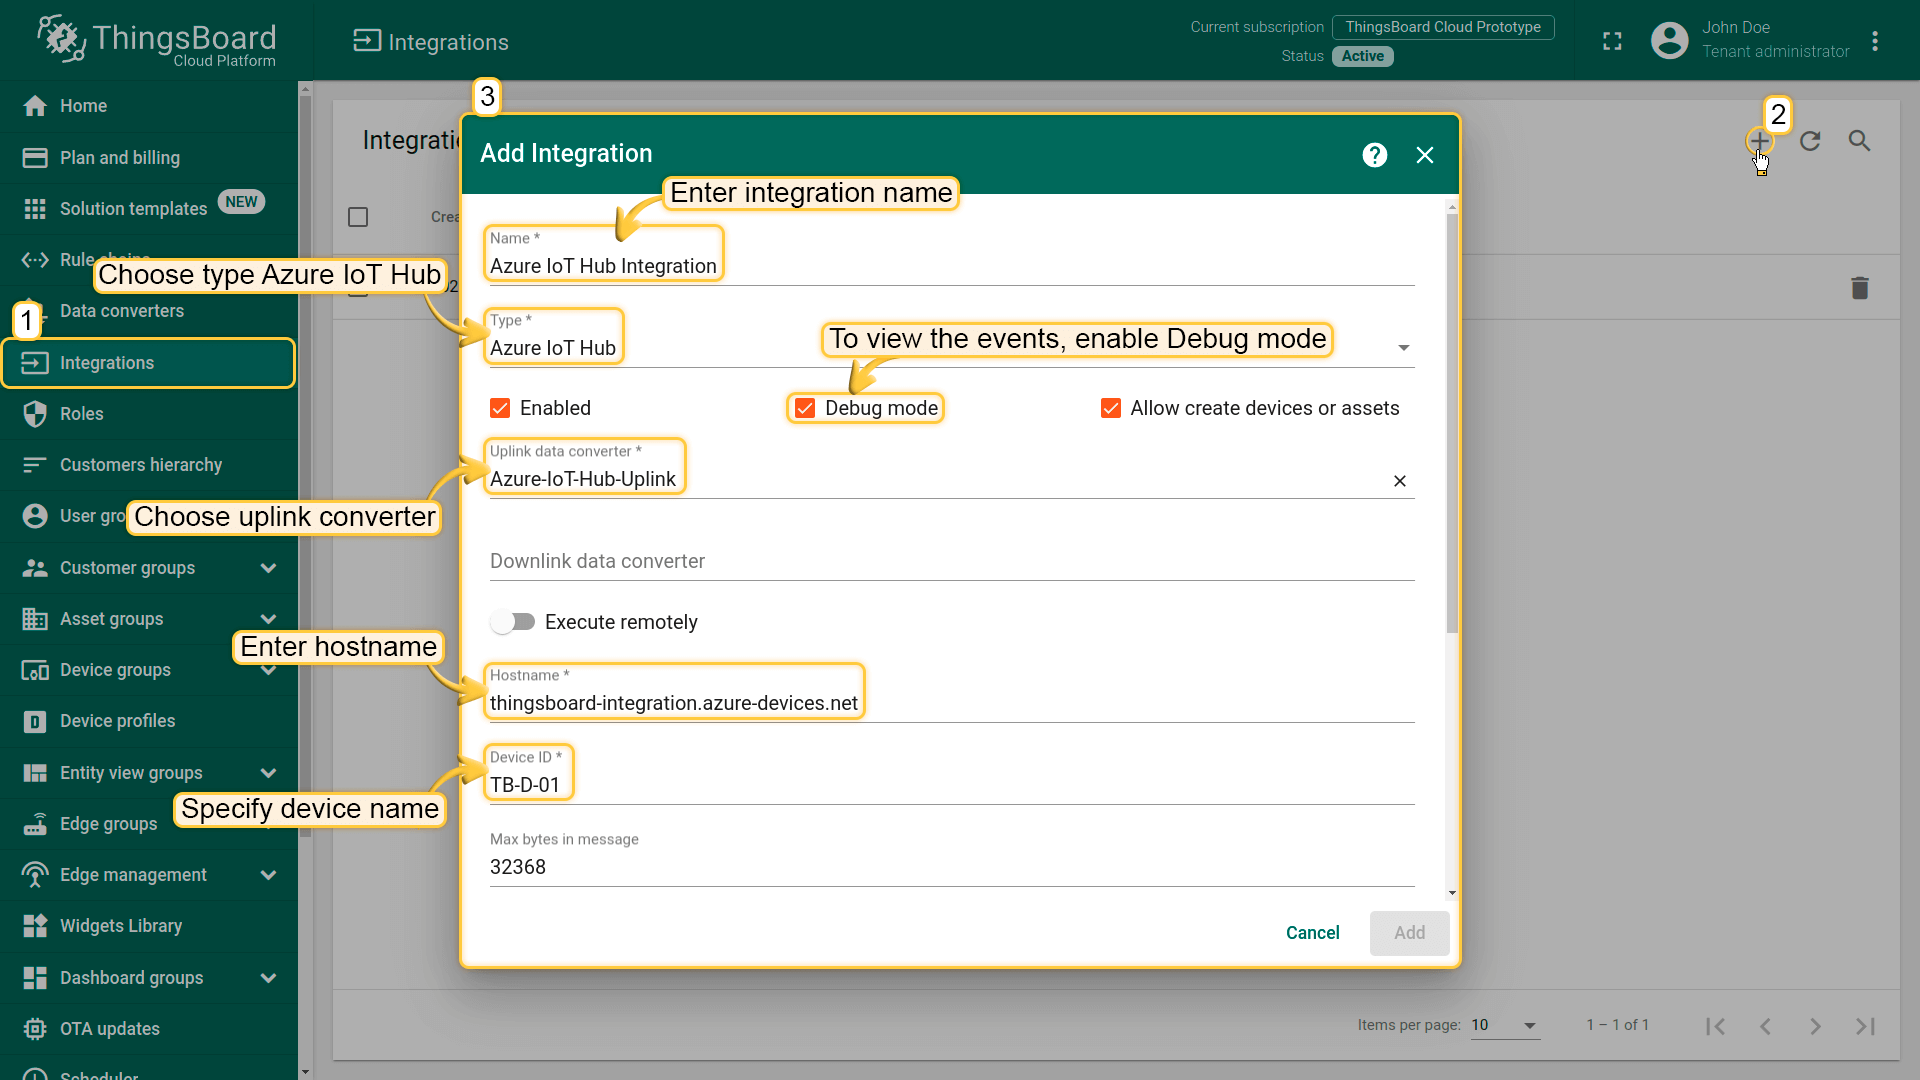 ThingsBoard
Cloud Platform
Integrations
Current subscription
ThingsBoard Cloud Prototype
Status
Active
John Doe
Tenant administrator
Home
Plan and billing
Solution templates
NEW
Choose type Azure IoT Hub
1
Data converters
Integrations
Roles
Customers hierarchy
User gro
Choose uplink converter
Customer groups
Asset groups
Enter hostname
Device groups
Device profiles
Entity view groups
Specify device name
Edge groups
Edge management
Widgets Library
Dashboard groups
OTA updates
Scheduler
Integrati
2
Crea
3
Add Integration
Enter integration name
Name *
Azure IoT Hub Integration
Type *
Azure IoT Hub
To view the events, enable Debug mode
Enabled
Debug mode
Allow create devices or assets
Uplink data converter *
Azure-IoT-Hub-Uplink
Downlink data converter
Execute remotely
Hostname *
thingsboard-integration.azure-devices.net
Device ID *
TB-D-01
Max bytes in message
32368
Cancel
Add
Items per page:
10
1 – 1 of 1